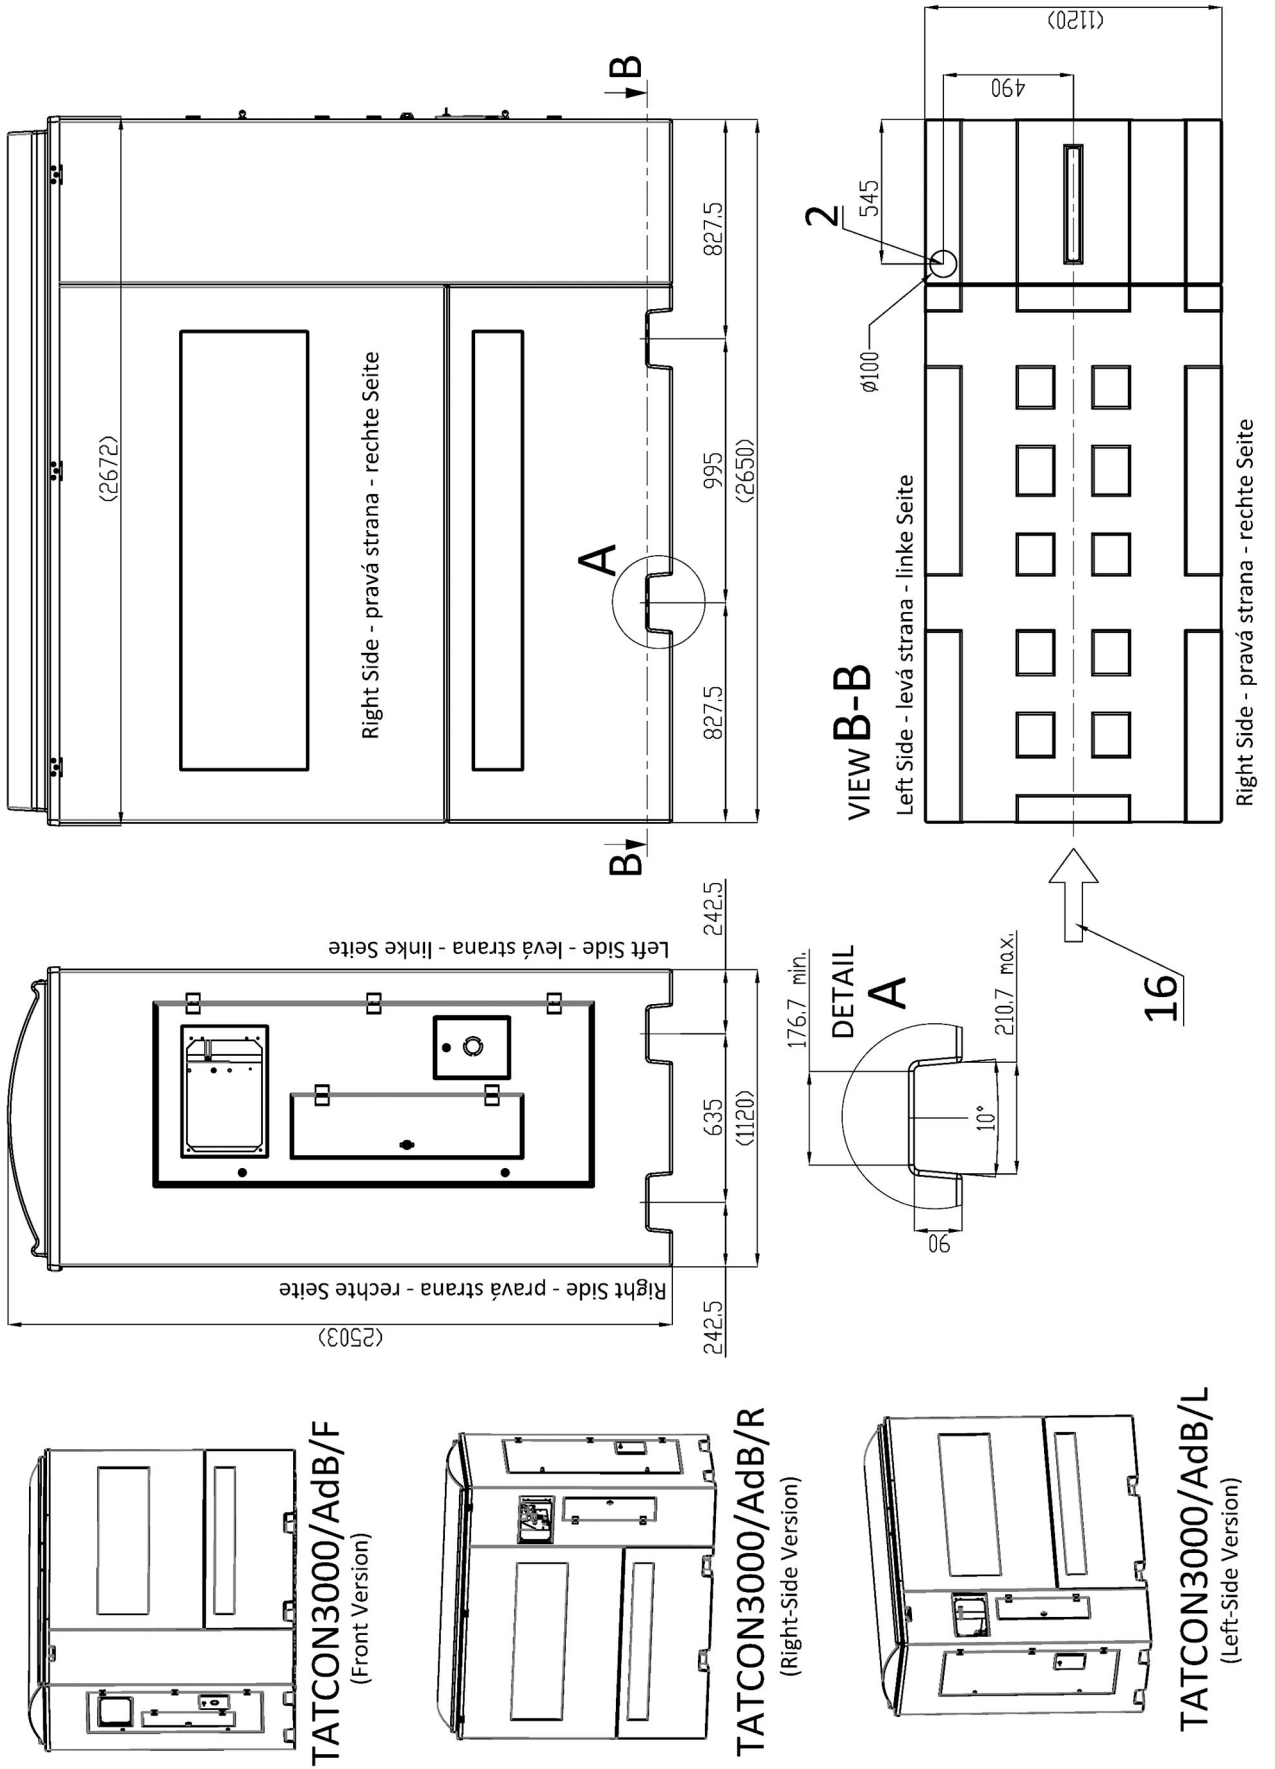 TATCON3000/AdB/F
(Front Version)
TATCON3000/AdB/R
(Right-Side Version)
TATCON3000/AdB/L
(Left-Side Version)
(2503)
Right Side - pravá strana - rechte Seite
Left Side - levá strana - linke Seite
242.5
635
242.5
(1120)
(2672)
Right Side - pravá strana - rechte Seite
A
B
B
827.5
995
827.5
(2650)
DETAIL
A
176.7 min.
90
10°
210.7 max.
16
VIEW B-B
Left Side - levá strana - linke Seite
Ø100
2
545
490
(1120)
Right Side - pravá strana - rechte Seite